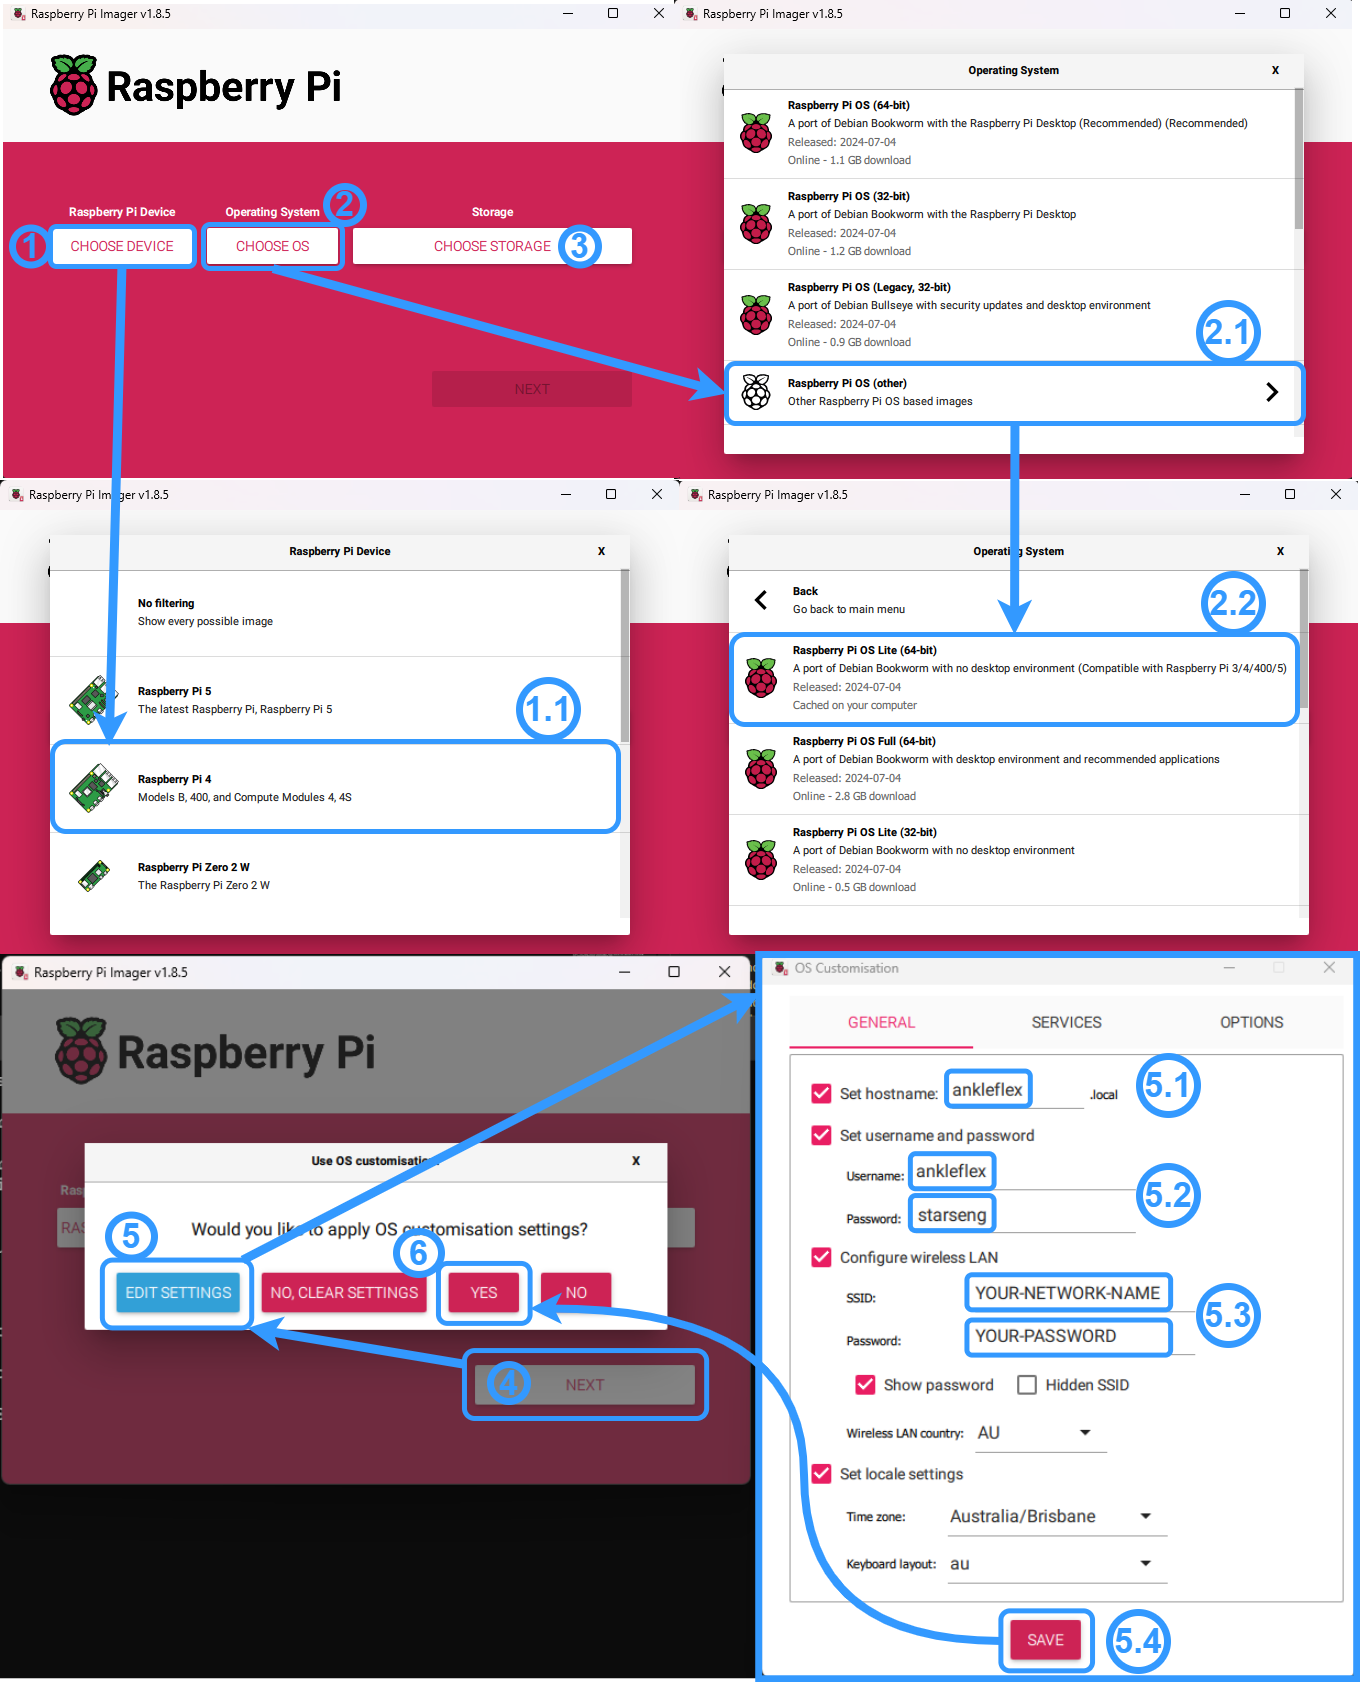 Raspberry Pi Imager v1.8.5
Raspberry Pi
Raspberry Pi Device
Operating System
2
Storage
1
CHOOSE DEVICE
CHOOSE OS
CHOOSE STORAGE
3
NEXT
Raspberry Pi Imager v1.8.5
Operating System
X
Raspberry Pi OS (64-bit)
A port of Debian Bookworm with the Raspberry Pi Desktop (Recommended) (Recommended)
Released: 2024-07-04
Online - 1.1 GB download
Raspberry Pi OS (32-bit)
A port of Debian Bookworm with the Raspberry Pi Desktop
Released: 2024-07-04
Online - 1.2 GB download
Raspberry Pi OS (Legacy, 32-bit)
A port of Debian Bullseye with security updates and desktop environment
Released: 2024-07-04
Online - 0.9 GB download
2.1
Raspberry Pi OS (other)
Other Raspberry Pi OS based images
Raspberry Pi Imager v1.8.5
Raspberry Pi Device
X
No filtering
Show every possible image
Raspberry Pi 5
The latest Raspberry Pi, Raspberry Pi 5
1.1
Raspberry Pi 4
Models B, 400, and Compute Modules 4, 4S
Raspberry Pi Zero 2 W
The Raspberry Pi Zero 2 W
Raspberry Pi Imager v1.8.5
Operating System
X
Back
Go back to main menu
2.2
Raspberry Pi OS Lite (64-bit)
A port of Debian Bookworm with no desktop environment (Compatible with Raspberry Pi 3/4/400/5)
Released: 2024-07-04
Cached on your computer
Raspberry Pi OS Full (64-bit)
A port of Debian Bookworm with desktop environment and recommended applications
Released: 2024-07-04
Online - 2.8 GB download
Raspberry Pi OS Lite (32-bit)
A port of Debian Bookworm with no desktop environment
Released: 2024-07-04
Online - 0.5 GB download
Raspberry Pi Imager v1.8.5
Raspberry Pi
Use OS customisation
X
Would you like to apply OS customisation settings?
5
6
EDIT SETTINGS
NO, CLEAR SETTINGS
YES
NO
4
NEXT
OS Customisation
GENERAL
SERVICES
OPTIONS
Set hostname: ankleflex .local
5.1
Set username and password
Username: ankleflex
5.2
Password: starseng
Configure wireless LAN
SSID: YOUR-NETWORK-NAME
5.3
Password: YOUR-PASSWORD
Show password
Hidden SSID
Wireless LAN country: AU
Set locale settings
Time zone: Australia/Brisbane
Keyboard layout: au
SAVE
5.4